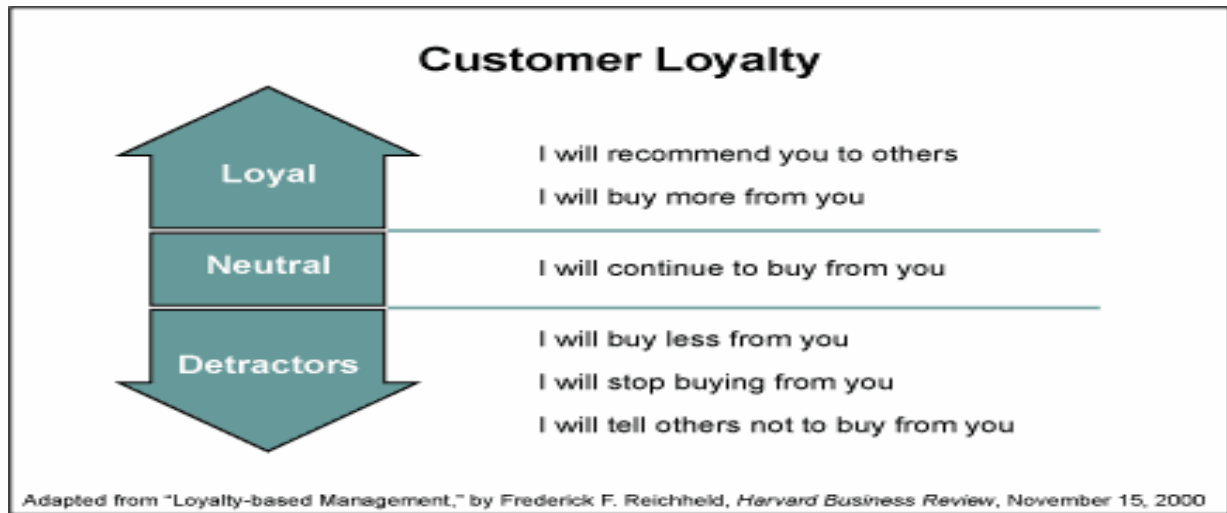 Customer Loyalty
Loyal
I will recommend you to others
I will buy more from you
Neutral
I will continue to buy from you
Detractors
I will buy less from you
I will stop buying from you
I will tell others not to buy from you
Adapted from “Loyalty-based Management,” by Frederick F. Reichheld, Harvard Business Review, November 15, 2000